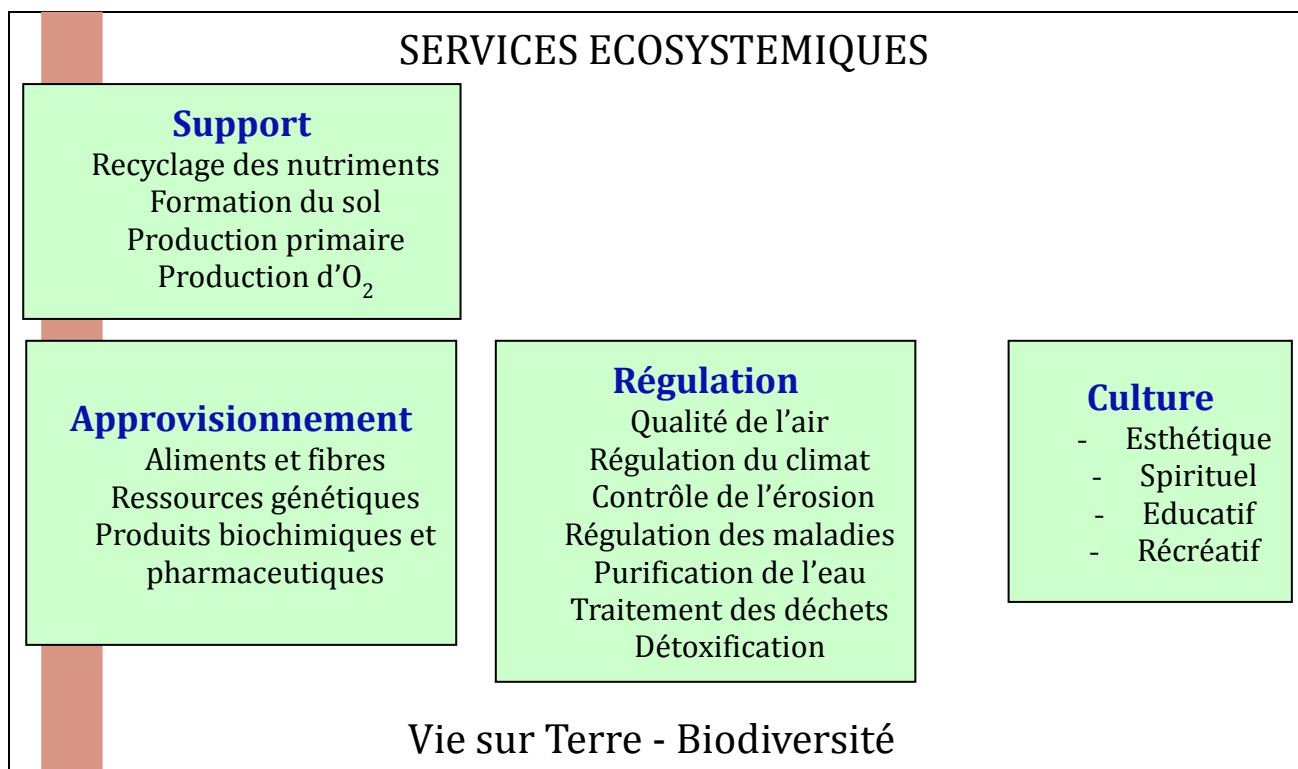 SERVICES ECOSYSTEMIQUES
Support
Recyclage des nutriments
Formation du sol
Production primaire
Production d’O₂
Approvisionnement
Aliments et fibres
Ressources génétiques
Produits biochimiques et
pharmaceutiques
Régulation
Qualité de l’air
Régulation du climat
Contrôle de l’érosion
Régulation des maladies
Purification de l’eau
Traitement des déchets
Détoxification
Culture
- Esthétique
- Spirituel
- Educatif
- Récréatif
Vie sur Terre - Biodiversité